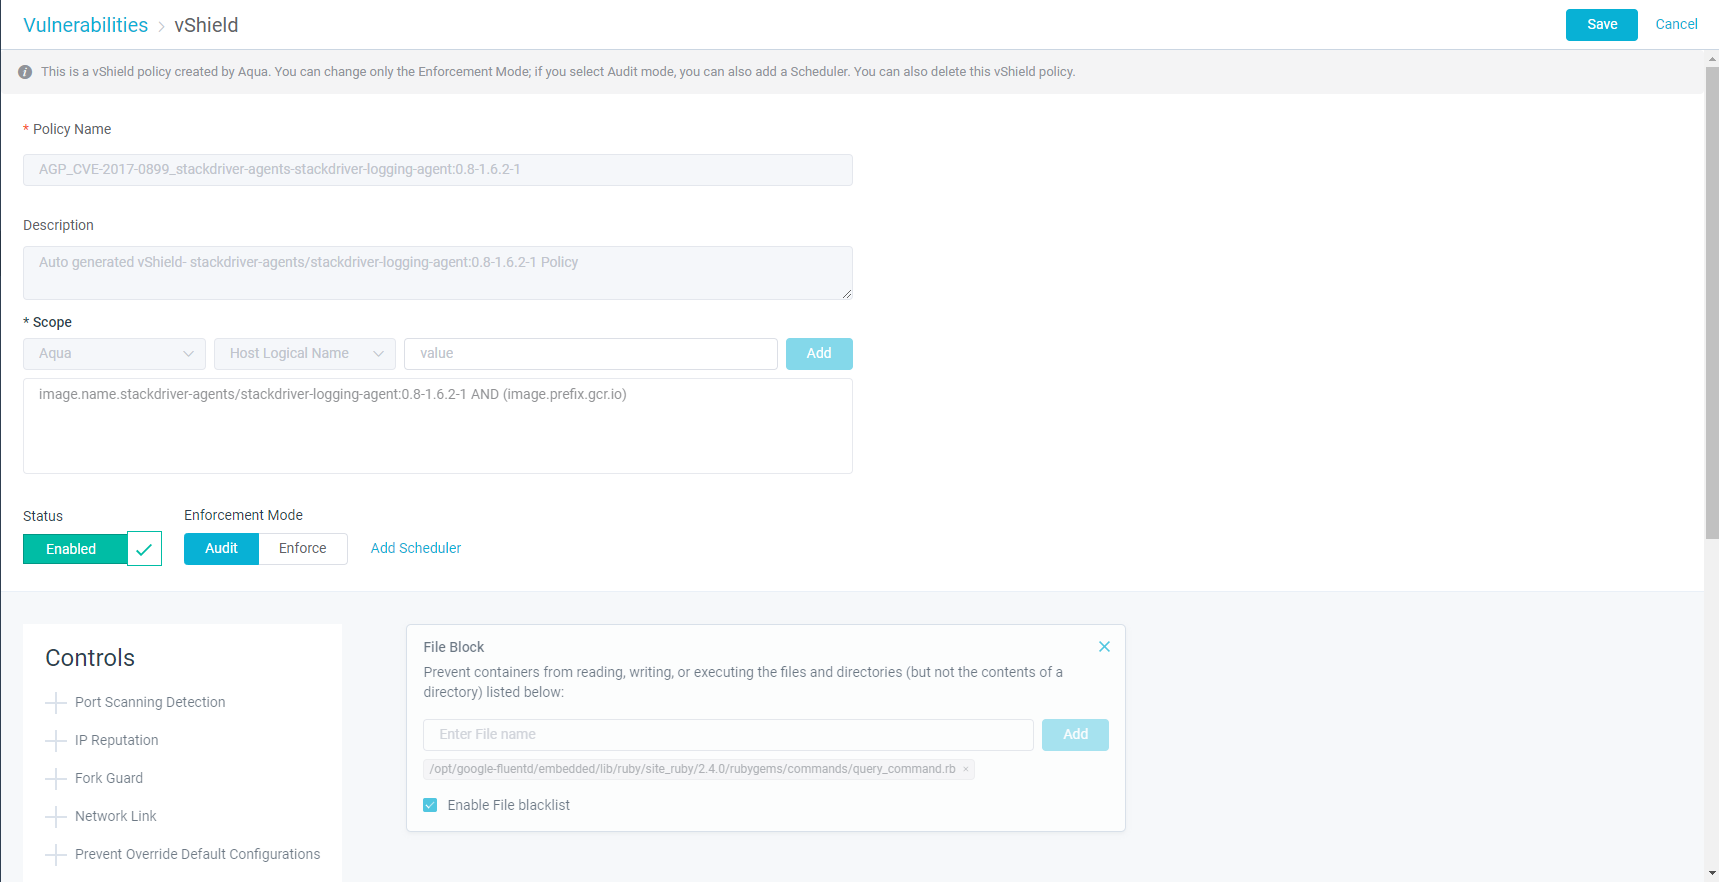 Vulnerabilities > vShield
Save
Cancel
This is a vShield policy created by Aqua. You can change only the Enforcement Mode; if you select Audit mode, you can also add a Scheduler. You can also delete this vShield policy.
* Policy Name
AGP_CVE-2017-0899_stackdriver-agents-stackdriver-logging-agent:0.8-1.6.2-1
Description
Auto generated vShield- stackdriver-agents/stackdriver-logging-agent:0.8-1.6.2-1 Policy
* Scope
Aqua
Host Logical Name
value
Add
image.name.stackdriver-agents/stackdriver-logging-agent:0.8-1.6.2-1 AND (image.prefix.gcr.io)
Status
Enabled
Enforcement Mode
Audit
Enforce
Add Scheduler
Controls
Port Scanning Detection
IP Reputation
Fork Guard
Network Link
Prevent Override Default Configurations
File Block
Prevent containers from reading, writing, or executing the files and directories (but not the contents of a
directory) listed below:
Enter File name
Add
/opt/google-fluentd/embedded/lib/ruby/site_ruby/2.4.0/rubygems/commands/query_command.rb ×
Enable File blacklist